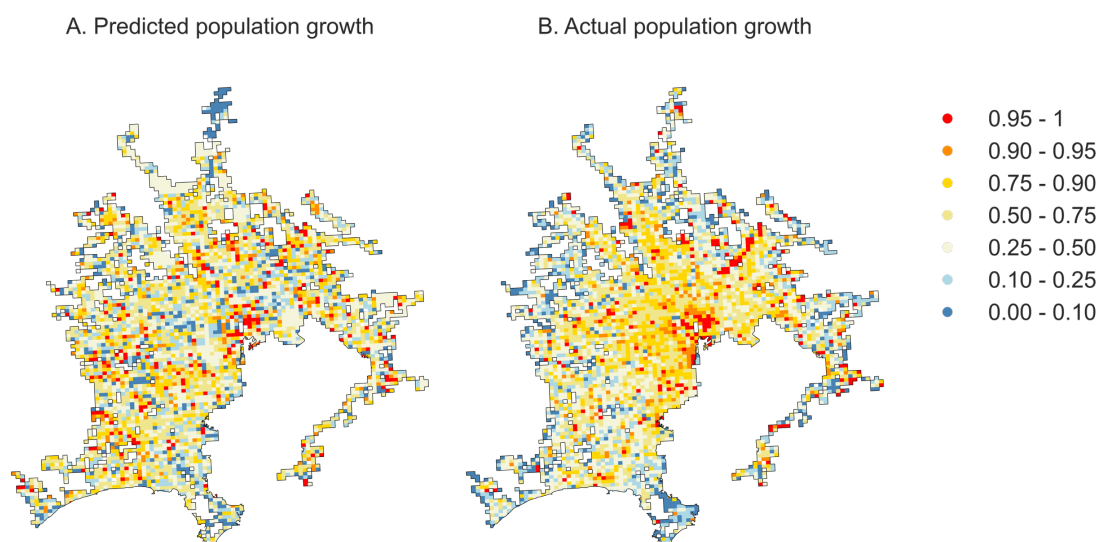 A. Predicted population growth
B. Actual population growth
0.95 - 1
0.90 - 0.95
0.75 - 0.90
0.50 - 0.75
0.25 - 0.50
0.10 - 0.25
0.00 - 0.10